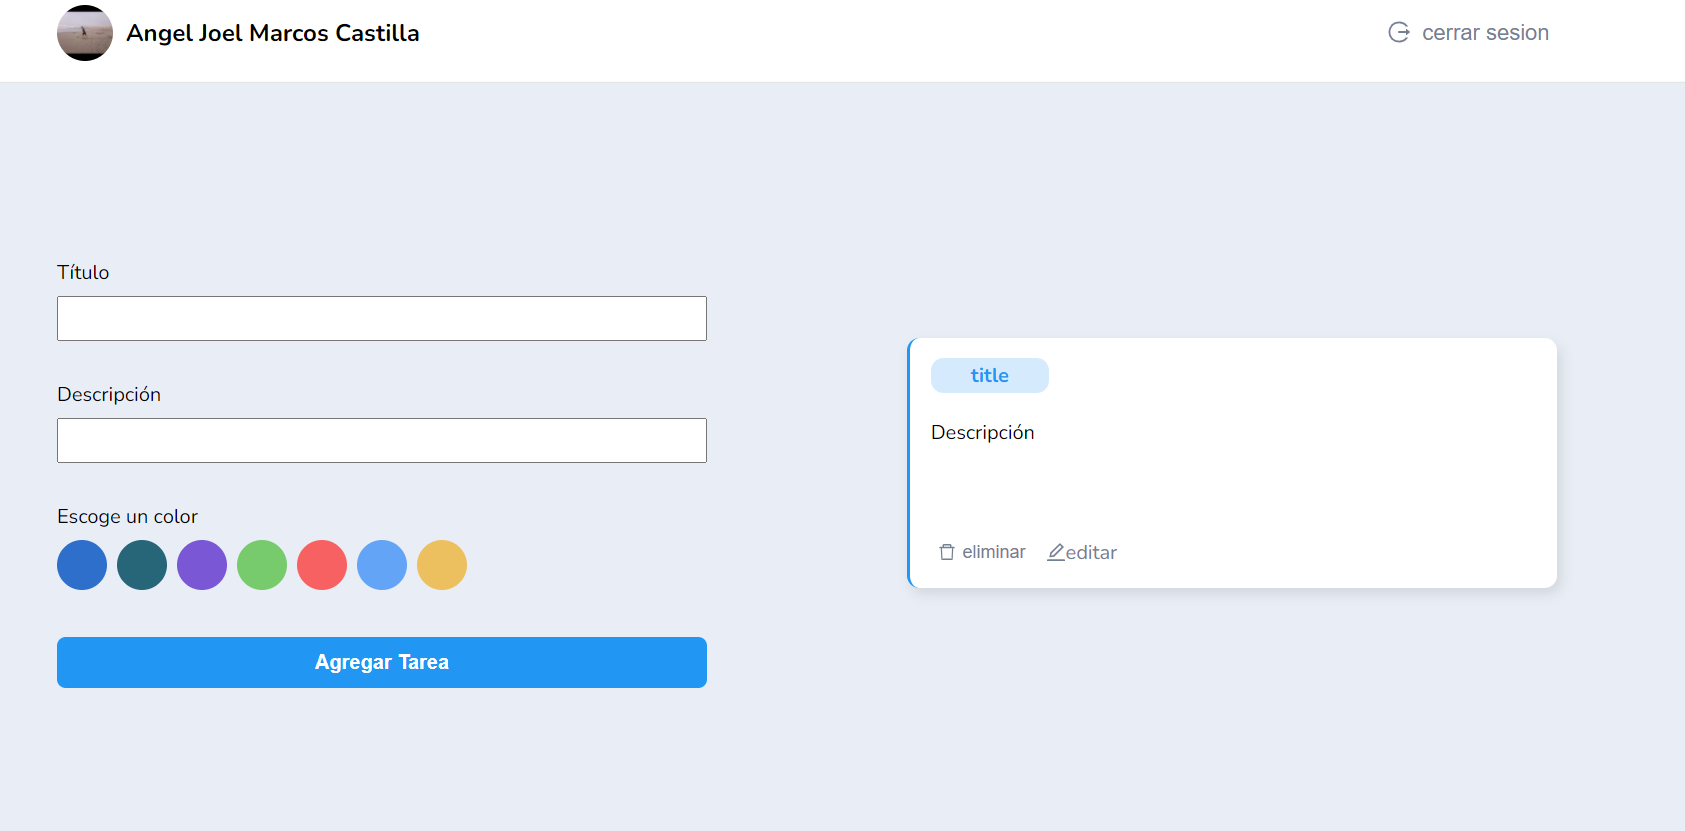 Angel Joel Marcos Castilla
cerrar sesion
Título
Descripción
Escoge un color
Agregar Tarea
title
Descripción
eliminar
editar